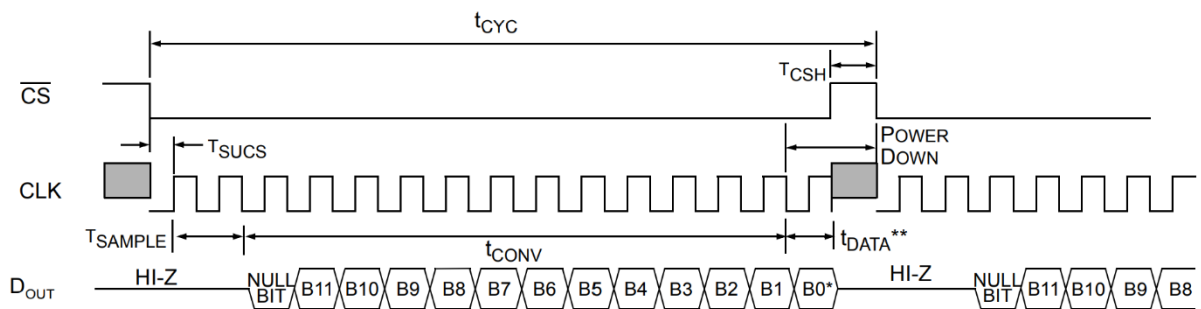 tCYC
TCSH
CS
TSUCS
POWER
DOWN
CLK
TSAMPLE
tCONV
tDATA**
HI-Z
NULL
BIT
B11 B10 B9 B8 B7 B6 B5 B4 B3 B2 B1 B0*
HI-Z
NULL
BIT
B11 B10 B9 B8
DOUT